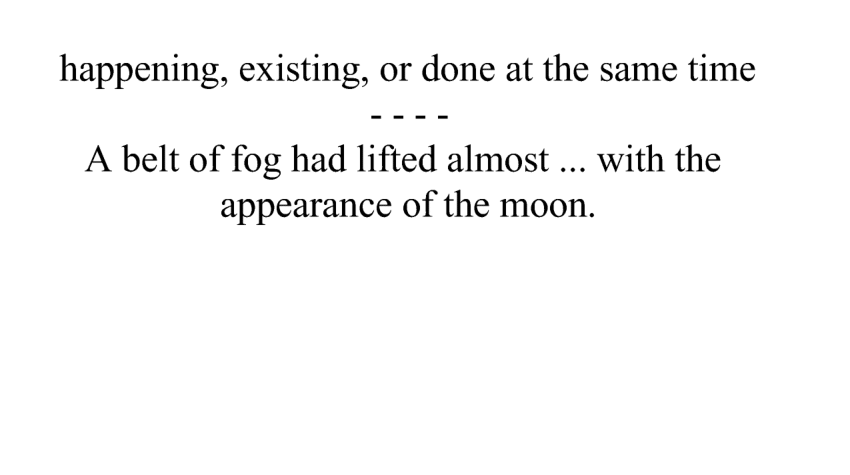 happening, existing, or done at the same time
- - - -
A belt of fog had lifted almost ... with the
appearance of the moon.